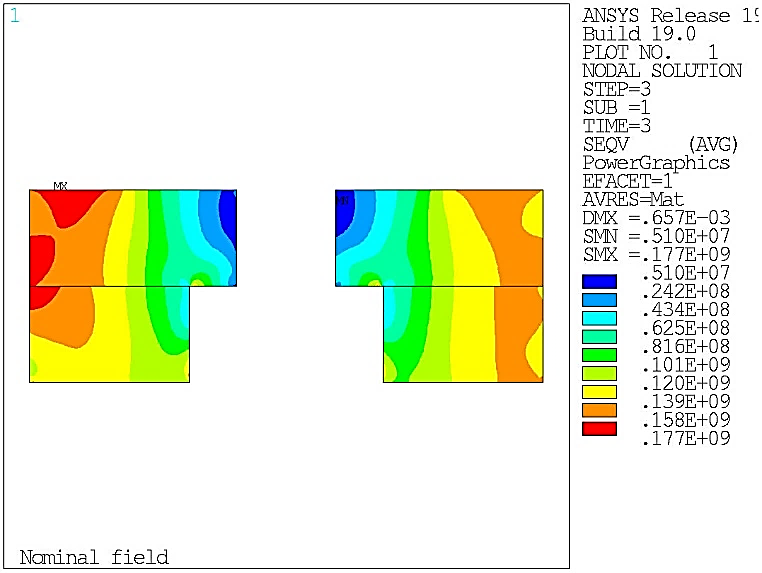 1
ANSYS Release 19
Build 19.0
PLOT NO. 1
NODAL SOLUTION
STEP=3
SUB =1
TIME=3
SEQV (AVG)
PowerGraphics
EFACET=1
AVRES=Mat
DMX =.657E-03
SMN =.510E+07
SMX =.177E+09
.510E+07
.242E+08
.434E+08
.625E+08
.816E+08
.101E+09
.120E+09
.139E+09
.158E+09
.177E+09
MX
Nominal field